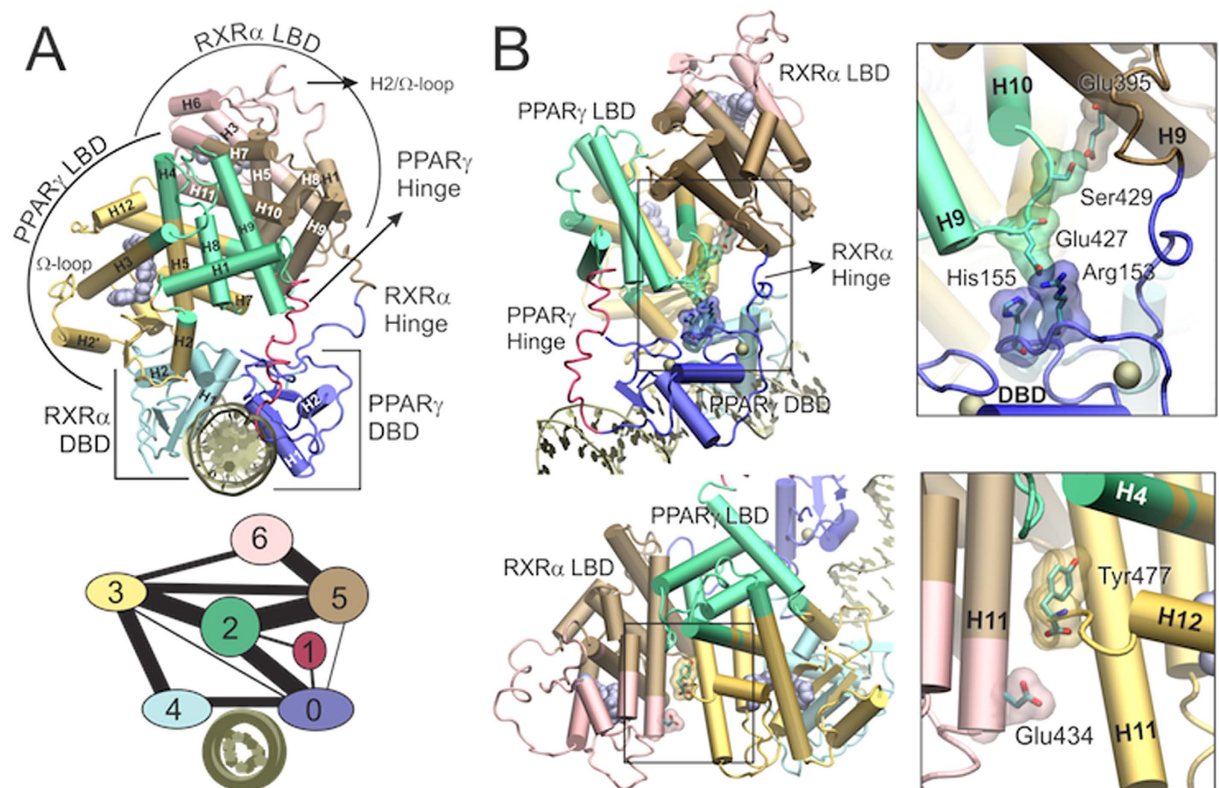 A
RXRα LBD
H2/Ω-loop
H6
H3
H7
PPARγ LBD
PPARγ
Hinge
H4
H5
H8
H1
H11
H12
H10
H9
H9
H8
Ω-loop
H3
H5
H1
RXRα
Hinge
H7
H2'
H2
H2
H1
H2
H1
RXRα
DBD
PPARγ
DBD
6
3
5
2
1
4
0
B
RXRα LBD
PPARγ LBD
RXRα
Hinge
PPARγ
Hinge
PPARγ DBD
H10
Glu395
H9
Ser429
H9
Glu427
His155
Arg153
DBD
PPARγ LBD
RXRα LBD
H4
Tyr477
H11
H12
Glu434
H11